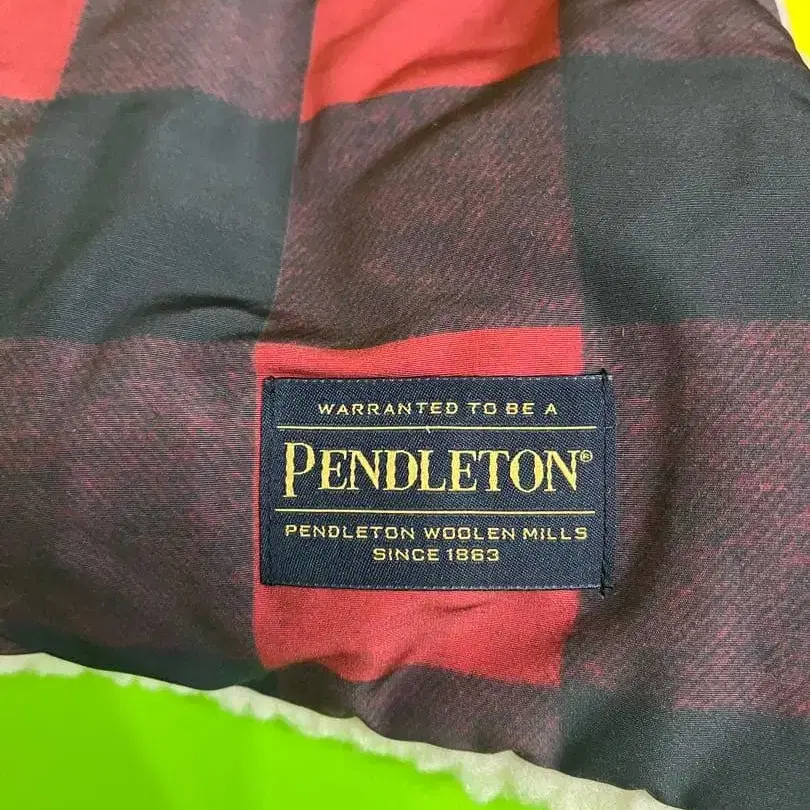 WARRANTED TO BE A
PENDLETON®
PENDLETON WOOLEN MILLS
SINCE 1863